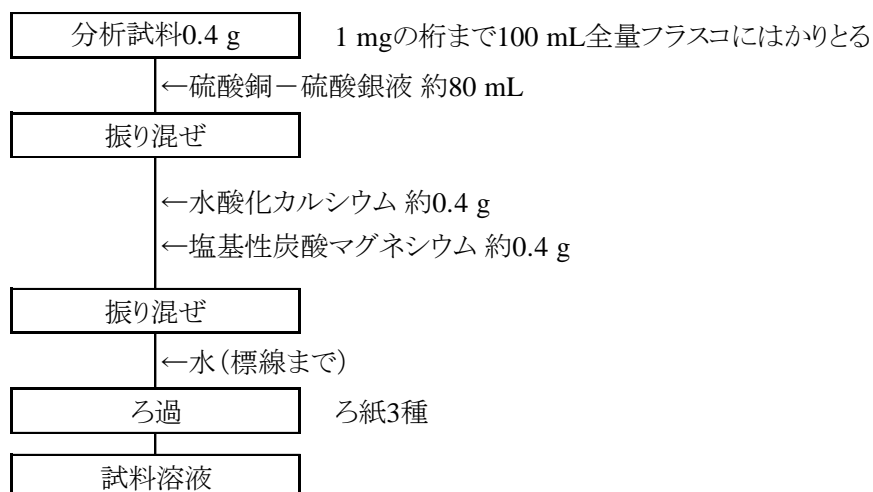 分析試料0.4 g 1 mgの桁まで100 mL全量フラスコにはかりとる
←硫酸銅－硫酸銀液 約80 mL
振り混ぜ
←水酸化カルシウム 約0.4 g
←塩基性炭酸マグネシウム 約0.4 g
振り混ぜ
←水（標線まで）
ろ過 ろ紙3種
試料溶液